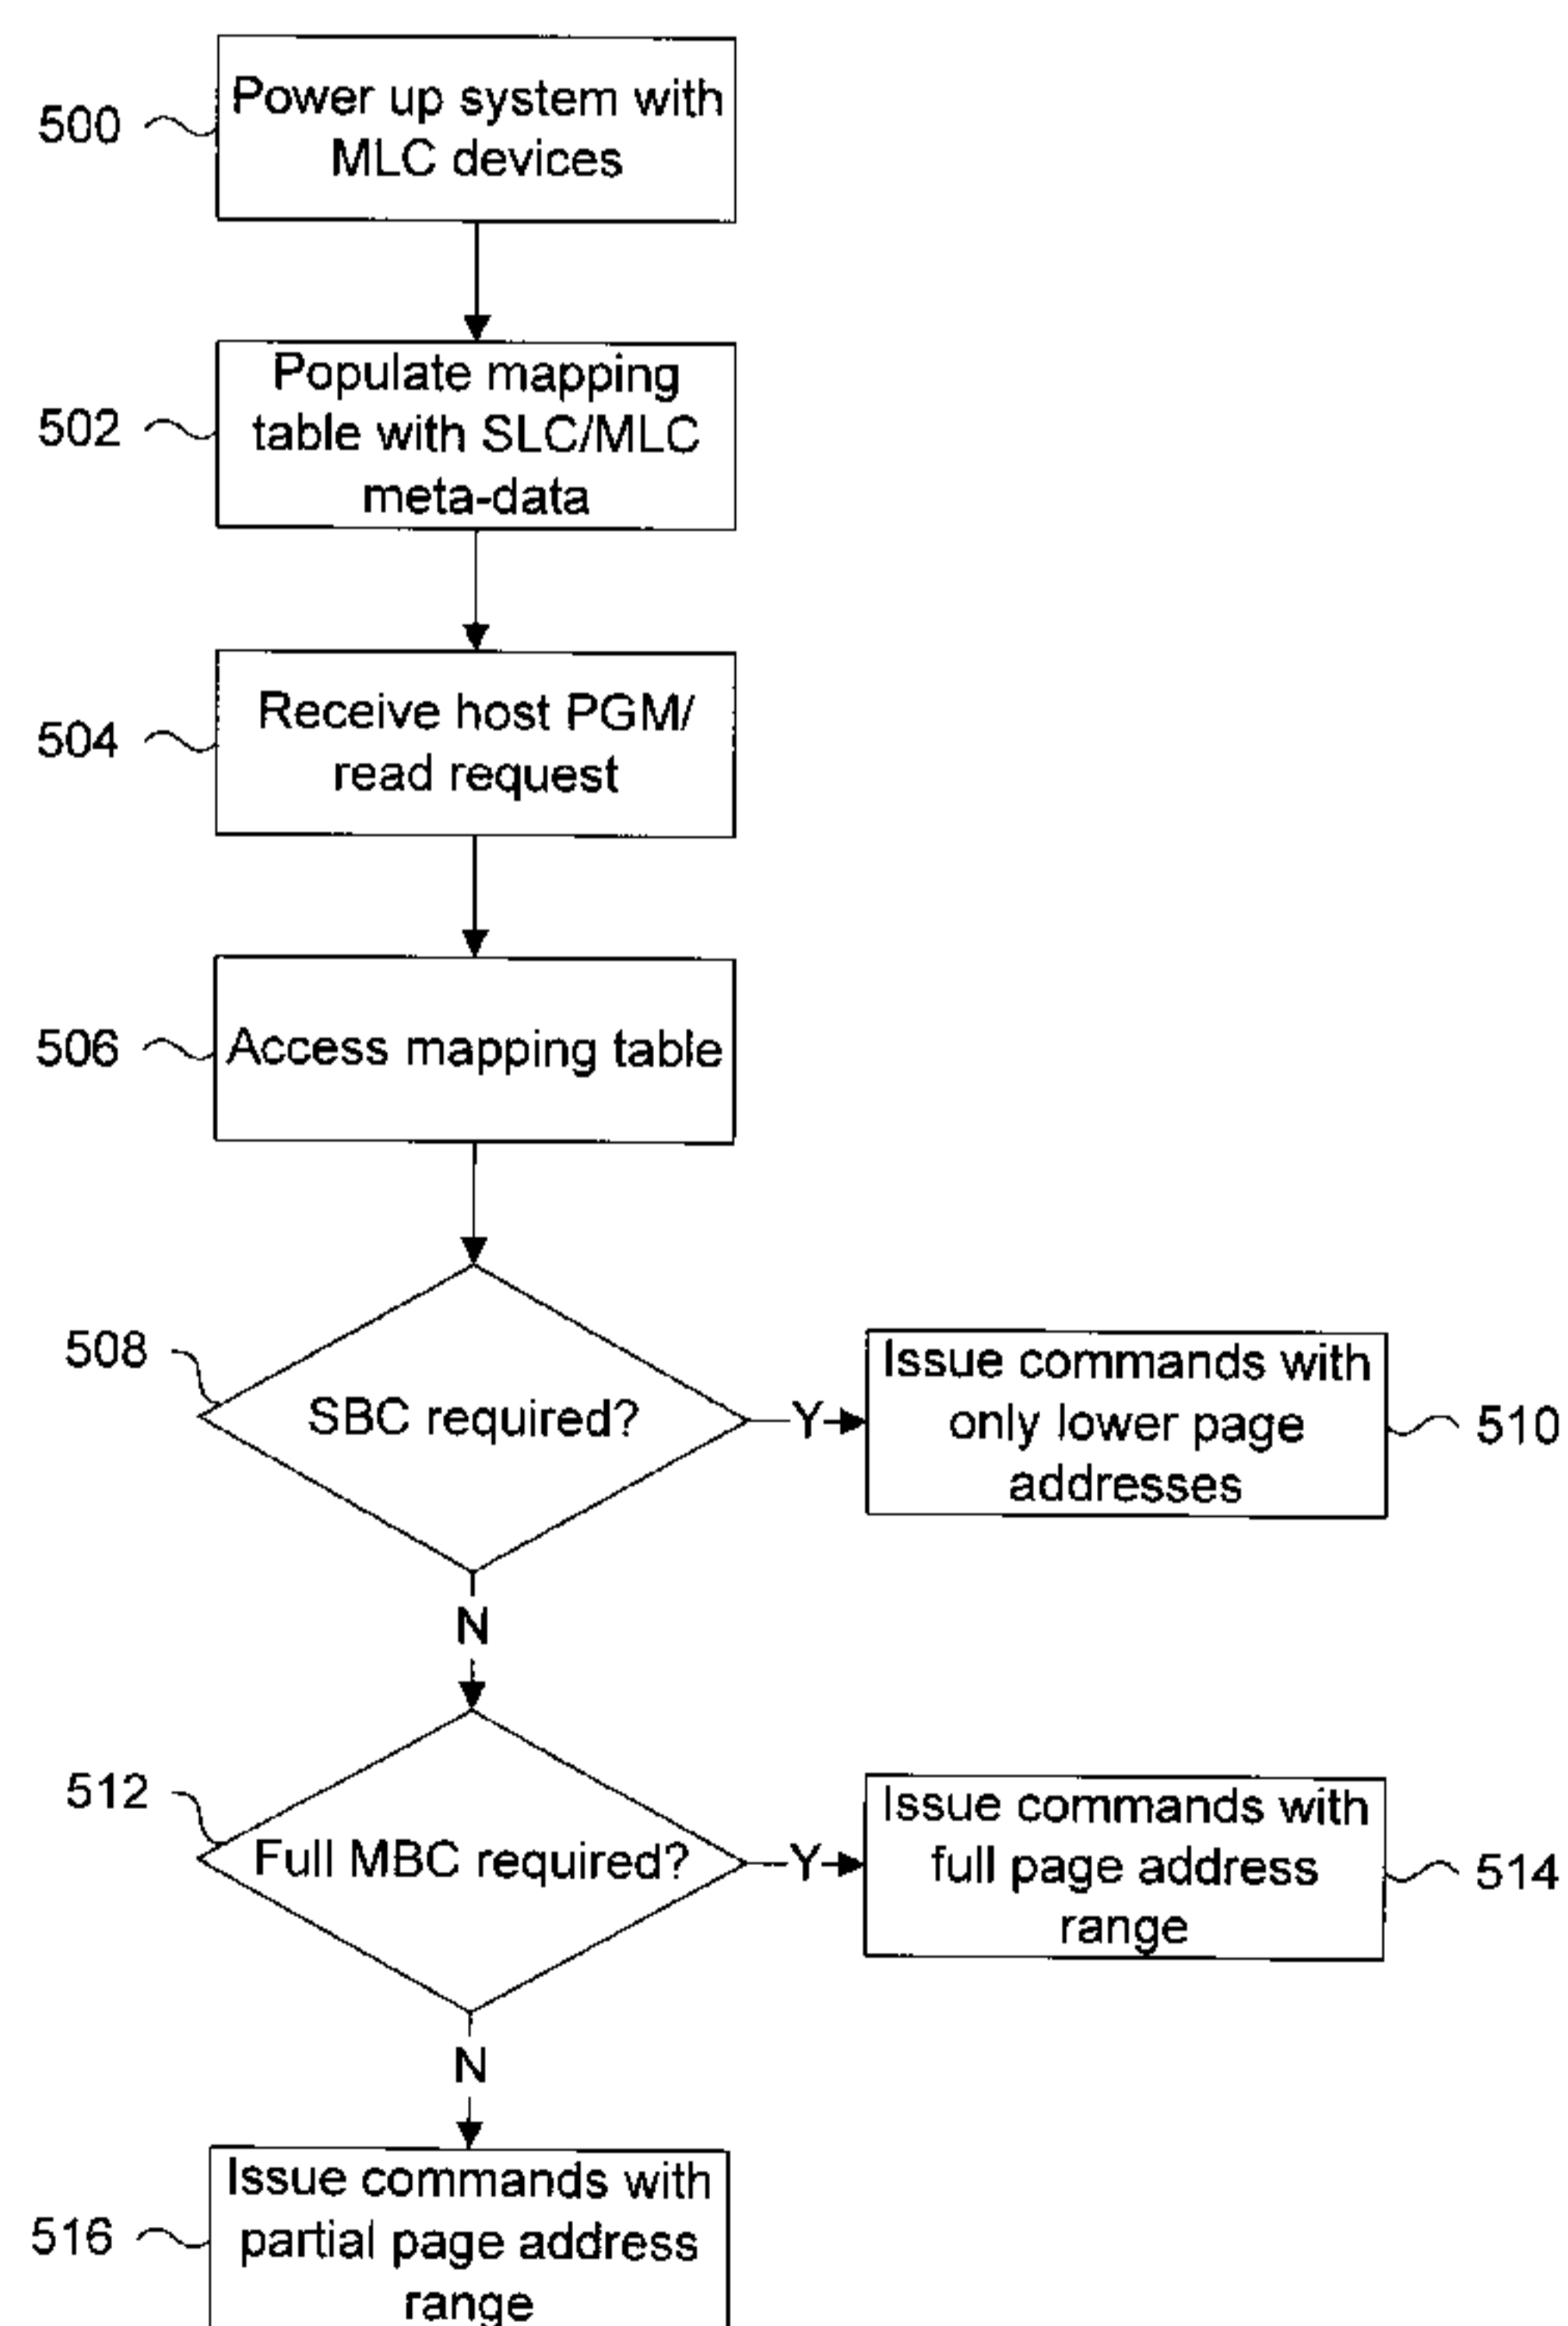 500
Power up system with
MLC devices
502
Populate mapping
table with SLC/MLC
meta-data
504
Receive host PGM/
read request
506
Access mapping table
508
SBC required?
Y
Issue commands with
only lower page
addresses
510
N
512
Full MBC required?
Y
Issue commands with
full page address
range
514
N
516
Issue commands with
partial page address
range